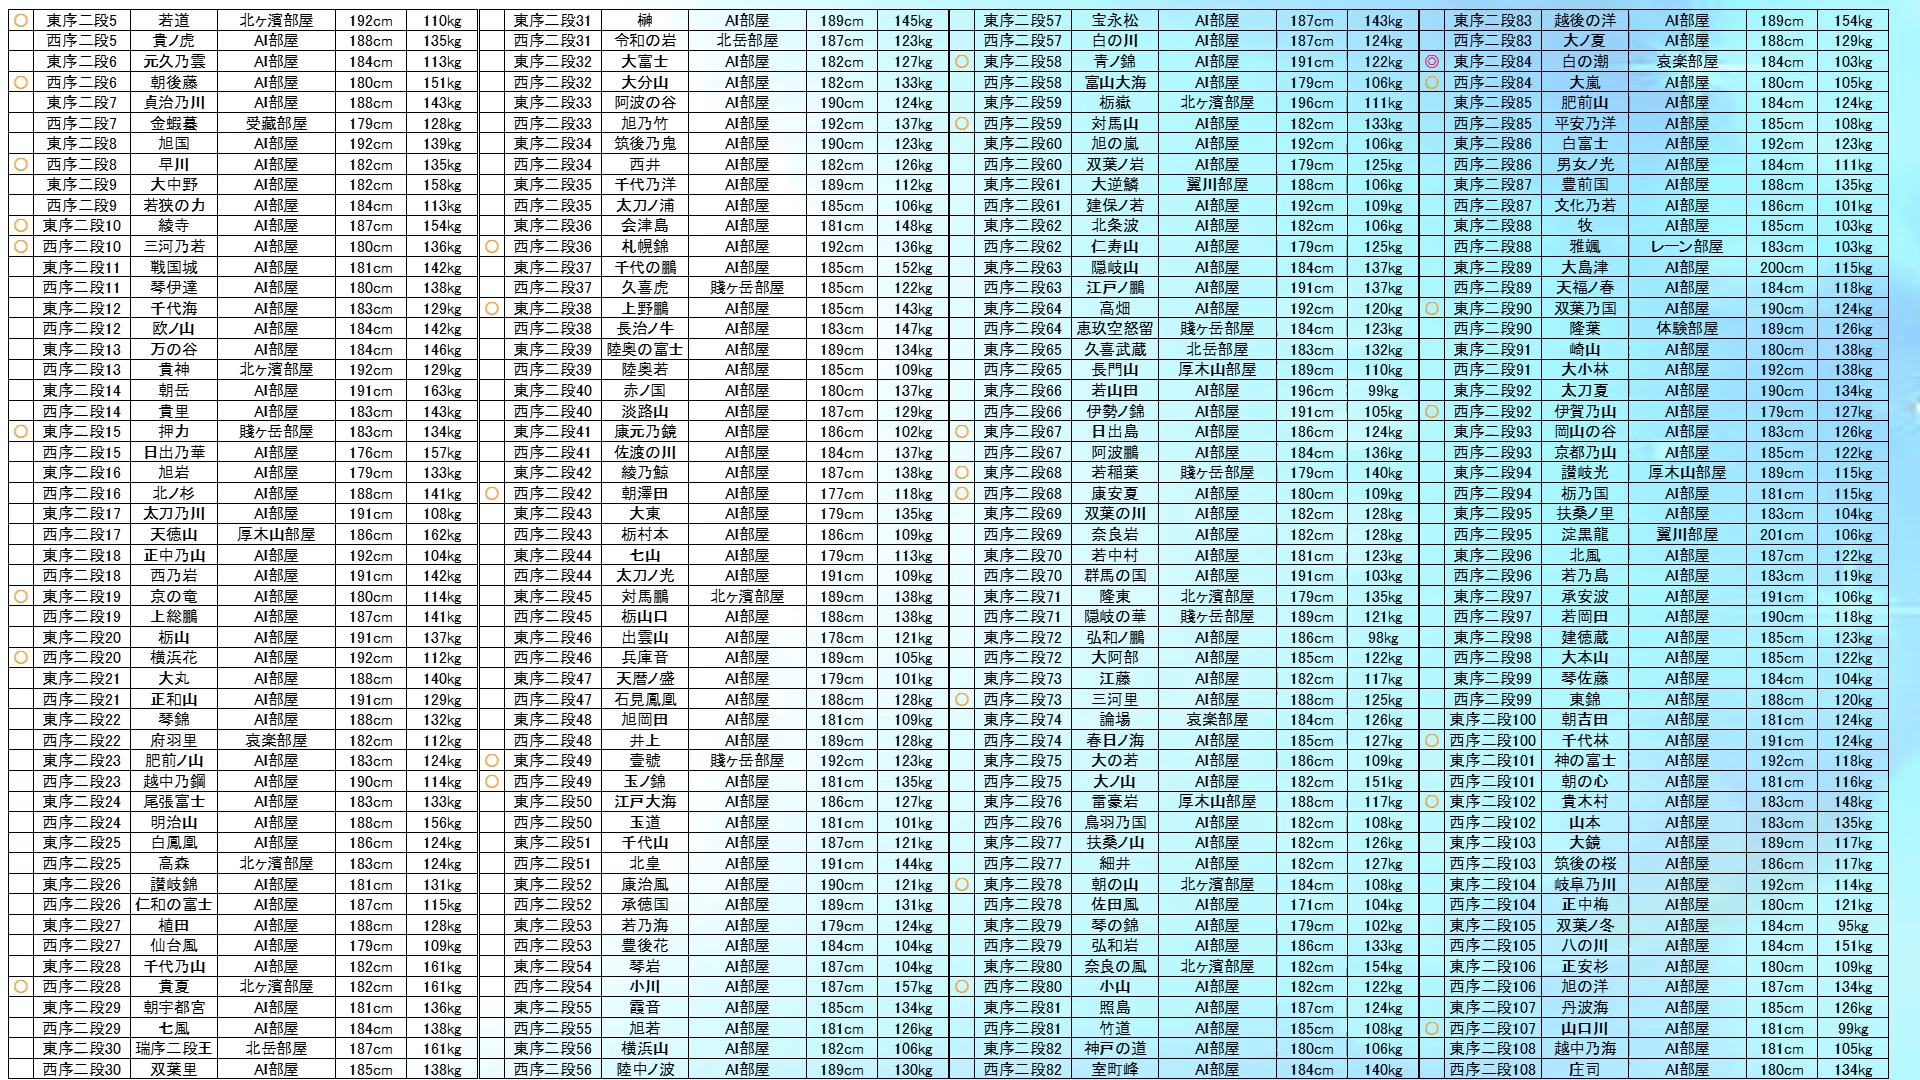 ○ 東序二段5 若道 北ヶ濱部屋 192cm 110kg
西序二段5 貴ノ虎 AI部屋 188cm 135kg
東序二段6 元久乃雲 AI部屋 184cm 113kg
○ 西序二段6 朝後藤 AI部屋 180cm 151kg
東序二段7 貞治乃川 AI部屋 188cm 143kg
西序二段7 金蝦蟇 受蔵部屋 179cm 128kg
東序二段8 旭国 AI部屋 192cm 139kg
○ 西序二段8 早川 AI部屋 182cm 135kg
東序二段9 大中野 AI部屋 182cm 158kg
西序二段9 若狭の力 AI部屋 184cm 113kg
○ 東序二段10 綾寺 AI部屋 187cm 154kg
○ 西序二段10 三河乃若 AI部屋 180cm 136kg
東序二段11 戦国城 AI部屋 181cm 142kg
西序二段11 琴伊達 AI部屋 180cm 138kg
東序二段12 千代海 AI部屋 183cm 129kg
西序二段12 欧ノ山 AI部屋 184cm 142kg
東序二段13 万の谷 AI部屋 184cm 146kg
西序二段13 貴神 北ヶ濱部屋 192cm 129kg
東序二段14 朝岳 AI部屋 191cm 163kg
西序二段14 貴里 AI部屋 183cm 143kg
○ 東序二段15 押力 賤ヶ岳部屋 183cm 134kg
西序二段15 日出乃華 AI部屋 176cm 157kg
東序二段16 旭岩 AI部屋 179cm 133kg
西序二段16 北ノ杉 AI部屋 188cm 141kg
東序二段17 太刀乃川 AI部屋 191cm 108kg
西序二段17 天徳山 厚木山部屋 186cm 162kg
東序二段18 正中乃山 AI部屋 192cm 104kg
西序二段18 西乃岩 AI部屋 191cm 142kg
○ 東序二段19 京の竜 AI部屋 180cm 114kg
西序二段19 上総鵬 AI部屋 187cm 141kg
東序二段20 栃山 AI部屋 191cm 137kg
○ 西序二段20 横浜花 AI部屋 192cm 112kg
東序二段21 大丸 AI部屋 188cm 140kg
西序二段21 正和山 AI部屋 191cm 129kg
東序二段22 琴錦 AI部屋 188cm 132kg
西序二段22 府羽里 哀楽部屋 182cm 112kg
東序二段23 肥前ノ山 AI部屋 183cm 124kg
西序二段23 越中乃鋼 AI部屋 190cm 114kg
東序二段24 尾張富士 AI部屋 183cm 133kg
西序二段24 明治山 AI部屋 188cm 156kg
東序二段25 白鳳凰 AI部屋 186cm 124kg
西序二段25 高森 北ヶ濱部屋 183cm 124kg
東序二段26 讃岐錦 AI部屋 181cm 131kg
西序二段26 仁和の富士 AI部屋 187cm 115kg
東序二段27 植田 AI部屋 188cm 128kg
西序二段27 仙台風 AI部屋 179cm 109kg
東序二段28 千代乃山 AI部屋 182cm 161kg
○ 西序二段28 貴夏 北ヶ濱部屋 182cm 161kg
東序二段29 朝宇都宮 AI部屋 181cm 136kg
西序二段29 七風 AI部屋 184cm 138kg
東序二段30 瑞序二段王 北岳部屋 187cm 161kg
西序二段30 双葉里 AI部屋 185cm 138kg
東序二段31 榊 AI部屋 189cm 145kg
西序二段31 令和の岩 北岳部屋 187cm 123kg
東序二段32 大富士 AI部屋 182cm 127kg
西序二段32 大分山 AI部屋 182cm 133kg
東序二段33 阿波の谷 AI部屋 190cm 124kg
西序二段33 旭乃竹 AI部屋 192cm 137kg
東序二段34 筑後乃鬼 AI部屋 190cm 123kg
西序二段34 西井 AI部屋 182cm 126kg
東序二段35 千代乃洋 AI部屋 189cm 112kg
西序二段35 太刀ノ浦 AI部屋 185cm 106kg
東序二段36 会津島 AI部屋 181cm 148kg
○ 西序二段36 札幌錦 AI部屋 192cm 136kg
東序二段37 千代の鵬 AI部屋 185cm 152kg
西序二段37 久喜虎 賤ヶ岳部屋 185cm 122kg
○ 東序二段38 上野鵬 AI部屋 185cm 143kg
西序二段38 長治ノ牛 AI部屋 183cm 147kg
東序二段39 陸奥の富士 AI部屋 189cm 134kg
西序二段39 陸奥若 AI部屋 185cm 109kg
東序二段40 赤ノ国 AI部屋 180cm 137kg
西序二段40 淡路山 AI部屋 187cm 129kg
東序二段41 康元乃鏡 AI部屋 186cm 102kg
西序二段41 佐渡の川 AI部屋 184cm 137kg
東序二段42 綾乃鯨 AI部屋 187cm 138kg
○ 西序二段42 朝澤田 AI部屋 177cm 118kg
東序二段43 大東 AI部屋 179cm 135kg
西序二段43 栃村本 AI部屋 186cm 109kg
東序二段44 七山 AI部屋 179cm 113kg
西序二段44 太刀ノ光 AI部屋 191cm 109kg
東序二段45 対馬鵬 北ヶ濱部屋 189cm 138kg
西序二段45 栃山口 AI部屋 188cm 138kg
東序二段46 出雲山 AI部屋 178cm 121kg
西序二段46 兵庫音 AI部屋 189cm 105kg
東序二段47 天暦ノ盛 AI部屋 179cm 101kg
西序二段47 石見鳳凰 AI部屋 188cm 128kg
東序二段48 旭岡田 AI部屋 181cm 109kg
西序二段48 井上 AI部屋 189cm 128kg
○ 東序二段49 壹號 賤ヶ岳部屋 192cm 123kg
○ 西序二段49 玉ノ錦 AI部屋 181cm 135kg
東序二段50 江戸大海 AI部屋 186cm 127kg
西序二段50 玉道 AI部屋 181cm 101kg
東序二段51 千代山 AI部屋 187cm 121kg
西序二段51 北皇 AI部屋 191cm 144kg
東序二段52 康治風 AI部屋 190cm 121kg
西序二段52 承徳国 AI部屋 189cm 131kg
東序二段53 若乃海 AI部屋 179cm 124kg
西序二段53 豊後花 AI部屋 184cm 104kg
東序二段54 琴岩 AI部屋 187cm 104kg
西序二段54 小川 AI部屋 187cm 157kg
東序二段55 霞音 AI部屋 185cm 134kg
西序二段55 旭若 AI部屋 181cm 126kg
東序二段56 横浜山 AI部屋 182cm 106kg
西序二段56 陸中ノ波 AI部屋 189cm 130kg
東序二段57 宝永松 AI部屋 187cm 143kg
西序二段57 白の川 AI部屋 187cm 124kg
○ 東序二段58 青ノ錦 AI部屋 191cm 122kg
西序二段58 富山大海 AI部屋 179cm 106kg
東序二段59 栃嶽 北ヶ濱部屋 196cm 111kg
○ 西序二段59 対馬山 AI部屋 182cm 133kg
東序二段60 旭の嵐 AI部屋 192cm 106kg
西序二段60 双葉ノ岩 AI部屋 179cm 125kg
東序二段61 大逆鱗 翼川部屋 188cm 106kg
西序二段61 建保ノ若 AI部屋 192cm 109kg
東序二段62 北条波 AI部屋 182cm 106kg
西序二段62 仁寿山 AI部屋 179cm 125kg
東序二段63 隠岐山 AI部屋 184cm 137kg
西序二段63 江戸ノ鵬 AI部屋 191cm 137kg
東序二段64 高畑 AI部屋 192cm 120kg
西序二段64 恵玖空怒留 賤ヶ岳部屋 184cm 123kg
東序二段65 久喜武蔵 北岳部屋 183cm 132kg
西序二段65 長門山 厚木山部屋 189cm 110kg
東序二段66 若山田 AI部屋 196cm 99kg
西序二段66 伊勢ノ錦 AI部屋 191cm 105kg
○ 東序二段67 日出島 AI部屋 186cm 124kg
西序二段67 阿波鵬 AI部屋 184cm 136kg
○ 東序二段68 若稲葉 賤ヶ岳部屋 179cm 140kg
○ 西序二段68 康安夏 AI部屋 180cm 109kg
東序二段69 双葉の川 AI部屋 182cm 128kg
西序二段69 奈良岩 AI部屋 182cm 128kg
東序二段70 若中村 AI部屋 181cm 123kg
西序二段70 群馬の国 AI部屋 191cm 103kg
東序二段71 隆東 北ヶ濱部屋 179cm 135kg
西序二段71 隠岐の華 賤ヶ岳部屋 189cm 121kg
東序二段72 弘和ノ鵬 AI部屋 186cm 98kg
西序二段72 大阿部 AI部屋 185cm 122kg
東序二段73 江藤 AI部屋 182cm 117kg
○ 西序二段73 三河里 AI部屋 188cm 125kg
東序二段74 論場 哀楽部屋 184cm 126kg
西序二段74 春日ノ海 AI部屋 185cm 127kg
東序二段75 大の若 AI部屋 186cm 109kg
西序二段75 大ノ山 AI部屋 182cm 151kg
東序二段76 雷豪岩 厚木山部屋 188cm 117kg
西序二段76 鳥羽乃国 AI部屋 182cm 108kg
東序二段77 扶桑ノ山 AI部屋 182cm 126kg
西序二段77 細井 AI部屋 182cm 127kg
○ 東序二段78 朝の山 北ヶ濱部屋 184cm 108kg
西序二段78 佐田風 AI部屋 171cm 104kg
東序二段79 琴の錦 AI部屋 179cm 102kg
西序二段79 弘和岩 AI部屋 186cm 133kg
東序二段80 奈良の風 北ヶ濱部屋 182cm 154kg
○ 西序二段80 小山 AI部屋 182cm 122kg
東序二段81 照島 AI部屋 187cm 124kg
西序二段81 竹道 AI部屋 185cm 108kg
東序二段82 神戸の道 AI部屋 180cm 106kg
西序二段82 室町峰 AI部屋 184cm 140kg
東序二段83 越後の洋 AI部屋 189cm 154kg
西序二段83 大ノ夏 AI部屋 188cm 129kg
◎ 東序二段84 白の潮 哀楽部屋 184cm 103kg
○ 西序二段84 大嵐 AI部屋 180cm 105kg
東序二段85 肥前山 AI部屋 184cm 124kg
西序二段85 平安乃洋 AI部屋 185cm 108kg
東序二段86 白富士 AI部屋 192cm 123kg
西序二段86 男女ノ光 AI部屋 184cm 111kg
東序二段87 豊前国 AI部屋 188cm 135kg
西序二段87 文化乃若 AI部屋 186cm 101kg
東序二段88 牧 AI部屋 185cm 103kg
西序二段88 雅颯 レーン部屋 183cm 103kg
東序二段89 大島津 AI部屋 200cm 115kg
西序二段89 天福ノ春 AI部屋 184cm 118kg
○ 東序二段90 双葉乃国 AI部屋 190cm 124kg
西序二段90 隆葉 体験部屋 189cm 126kg
東序二段91 崎山 AI部屋 180cm 138kg
西序二段91 大小林 AI部屋 192cm 138kg
東序二段92 太刀夏 AI部屋 190cm 134kg
○ 西序二段92 伊賀乃山 AI部屋 179cm 127kg
東序二段93 岡山の谷 AI部屋 183cm 126kg
西序二段93 京都乃山 AI部屋 185cm 122kg
東序二段94 讃岐光 厚木山部屋 189cm 115kg
西序二段94 栃乃国 AI部屋 181cm 115kg
東序二段95 扶桑ノ里 AI部屋 183cm 104kg
西序二段95 淀黒龍 翼川部屋 201cm 106kg
東序二段96 北風 AI部屋 187cm 122kg
西序二段96 若乃島 AI部屋 183cm 119kg
東序二段97 承安波 AI部屋 191cm 106kg
西序二段97 若岡田 AI部屋 190cm 118kg
東序二段98 建徳蔵 AI部屋 185cm 123kg
西序二段98 大本山 AI部屋 185cm 122kg
東序二段99 琴佐藤 AI部屋 184cm 104kg
西序二段99 東錦 AI部屋 188cm 120kg
東序二段100 朝吉田 AI部屋 181cm 124kg
○ 西序二段100 千代林 AI部屋 191cm 124kg
東序二段101 神の富士 AI部屋 192cm 118kg
西序二段101 朝の心 AI部屋 181cm 116kg
○ 東序二段102 貴木村 AI部屋 183cm 148kg
西序二段102 山本 AI部屋 183cm 135kg
東序二段103 大鏡 AI部屋 189cm 117kg
西序二段103 筑後の桜 AI部屋 186cm 117kg
東序二段104 岐阜乃川 AI部屋 192cm 114kg
西序二段104 正中梅 AI部屋 180cm 121kg
東序二段105 双葉ノ冬 AI部屋 184cm 95kg
西序二段105 八の川 AI部屋 184cm 151kg
東序二段106 正安杉 AI部屋 180cm 109kg
西序二段106 旭の洋 AI部屋 187cm 134kg
東序二段107 丹波海 AI部屋 185cm 126kg
○ 西序二段107 山口川 AI部屋 181cm 99kg
東序二段108 越中乃海 AI部屋 181cm 105kg
西序二段108 庄司 AI部屋 180cm 134kg